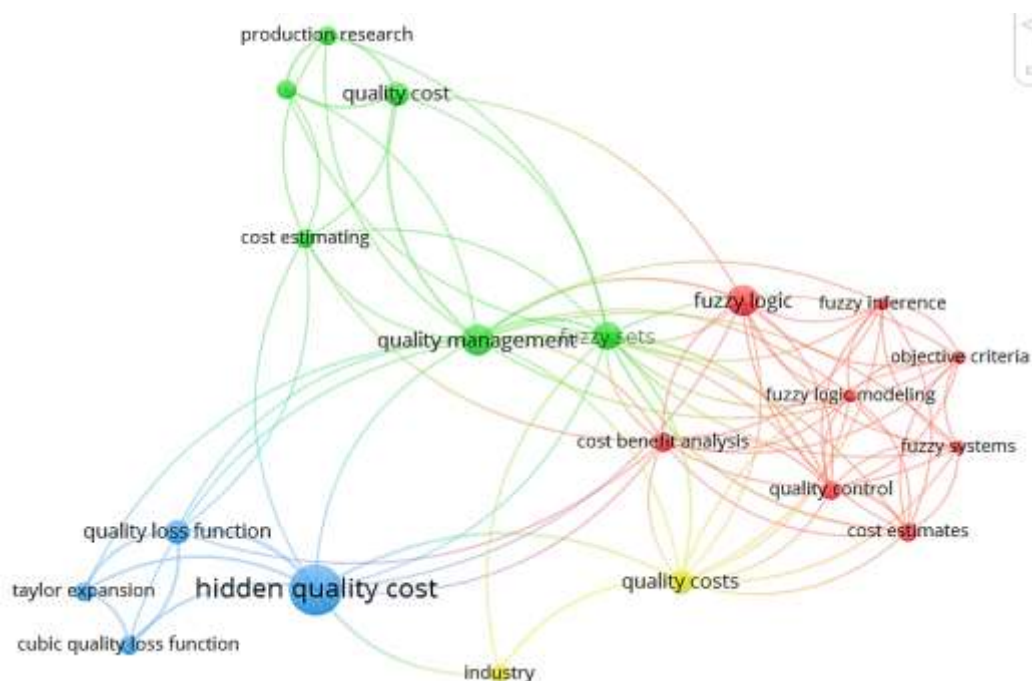 production research
quality cost
cost estimating
fuzzy logic
fuzzy inference
quality management
fuzzy sets
objective criteria
fuzzy logic modeling
cost benefit analysis
fuzzy systems
quality control
quality loss function
cost estimates
taylor expansion
hidden quality cost
quality costs
cubic quality loss function
industry